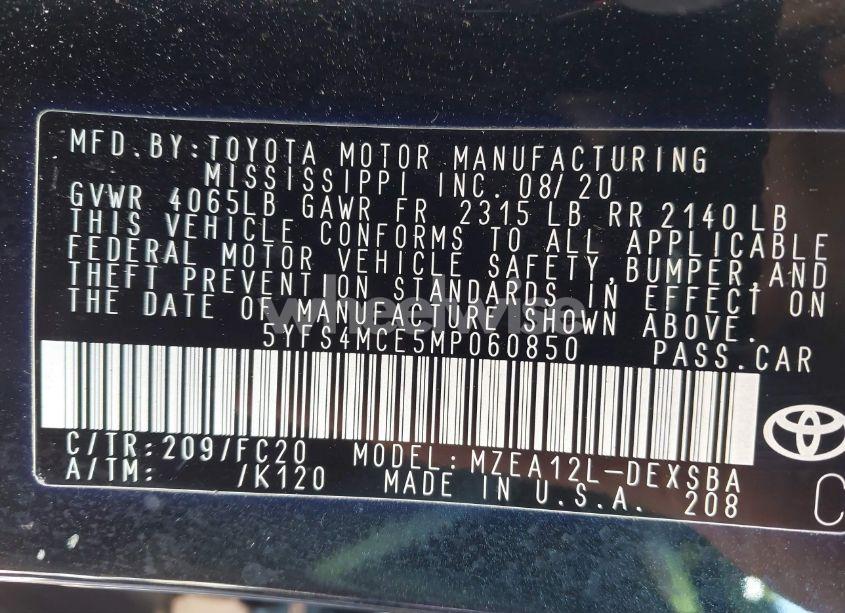 MFD.BY:TOYOTA MOTOR MANUFACTURING
MISSISSIPPI INC. 08/20
GVWR 4065LB GAWR FR 2315 LB RR 2140 LB
THIS VEHICLE CONFORMS TO ALL APPLICABLE
FEDERAL MOTOR VEHICLE SAFETY,BUMPER,AND
THEFT PREVENTION STANDARDS IN EFFECT ON
THE DATE OF MANUFACTURE SHOWN ABOVE.
wheelwise
5YFS4MCE5MP060850 PASS.CAR
C/TR:209/FC20 MODEL:MZEA12L-DEXSBA
A/TM: /K120 MADE IN U.S.A. 208
C